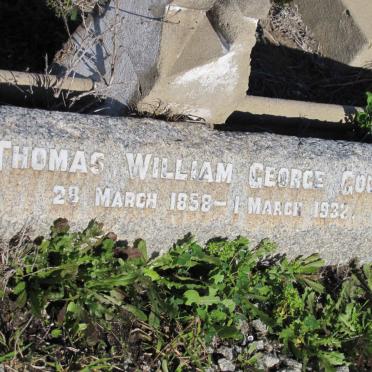 THOMAS WILLIAM GEORGE
28 MARCH 1858 - 1 MARCH 1932